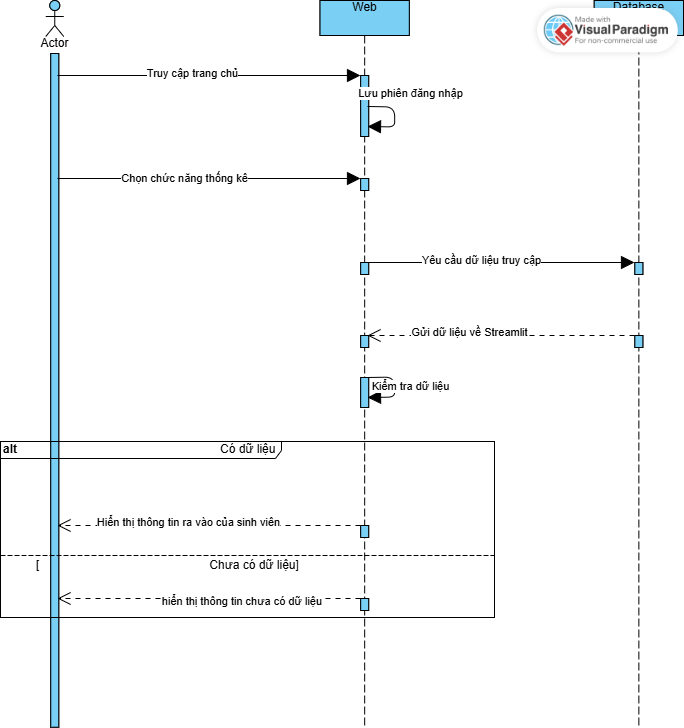 Web
Database
Made with
VisualParadigm
For non-commercial use
Actor
Truy cập trang chủ
Lưu phiên đăng nhập
Chọn chức năng thống kê
Yêu cầu dữ liệu truy cập
Gửi dữ liệu về Streamlit
Kiểm tra dữ liệu
alt
Có dữ liệu
Hiển thị thông tin ra vào của sinh viên
[ Chưa có dữ liệu]
hiển thị thông tin chưa có dữ liệu